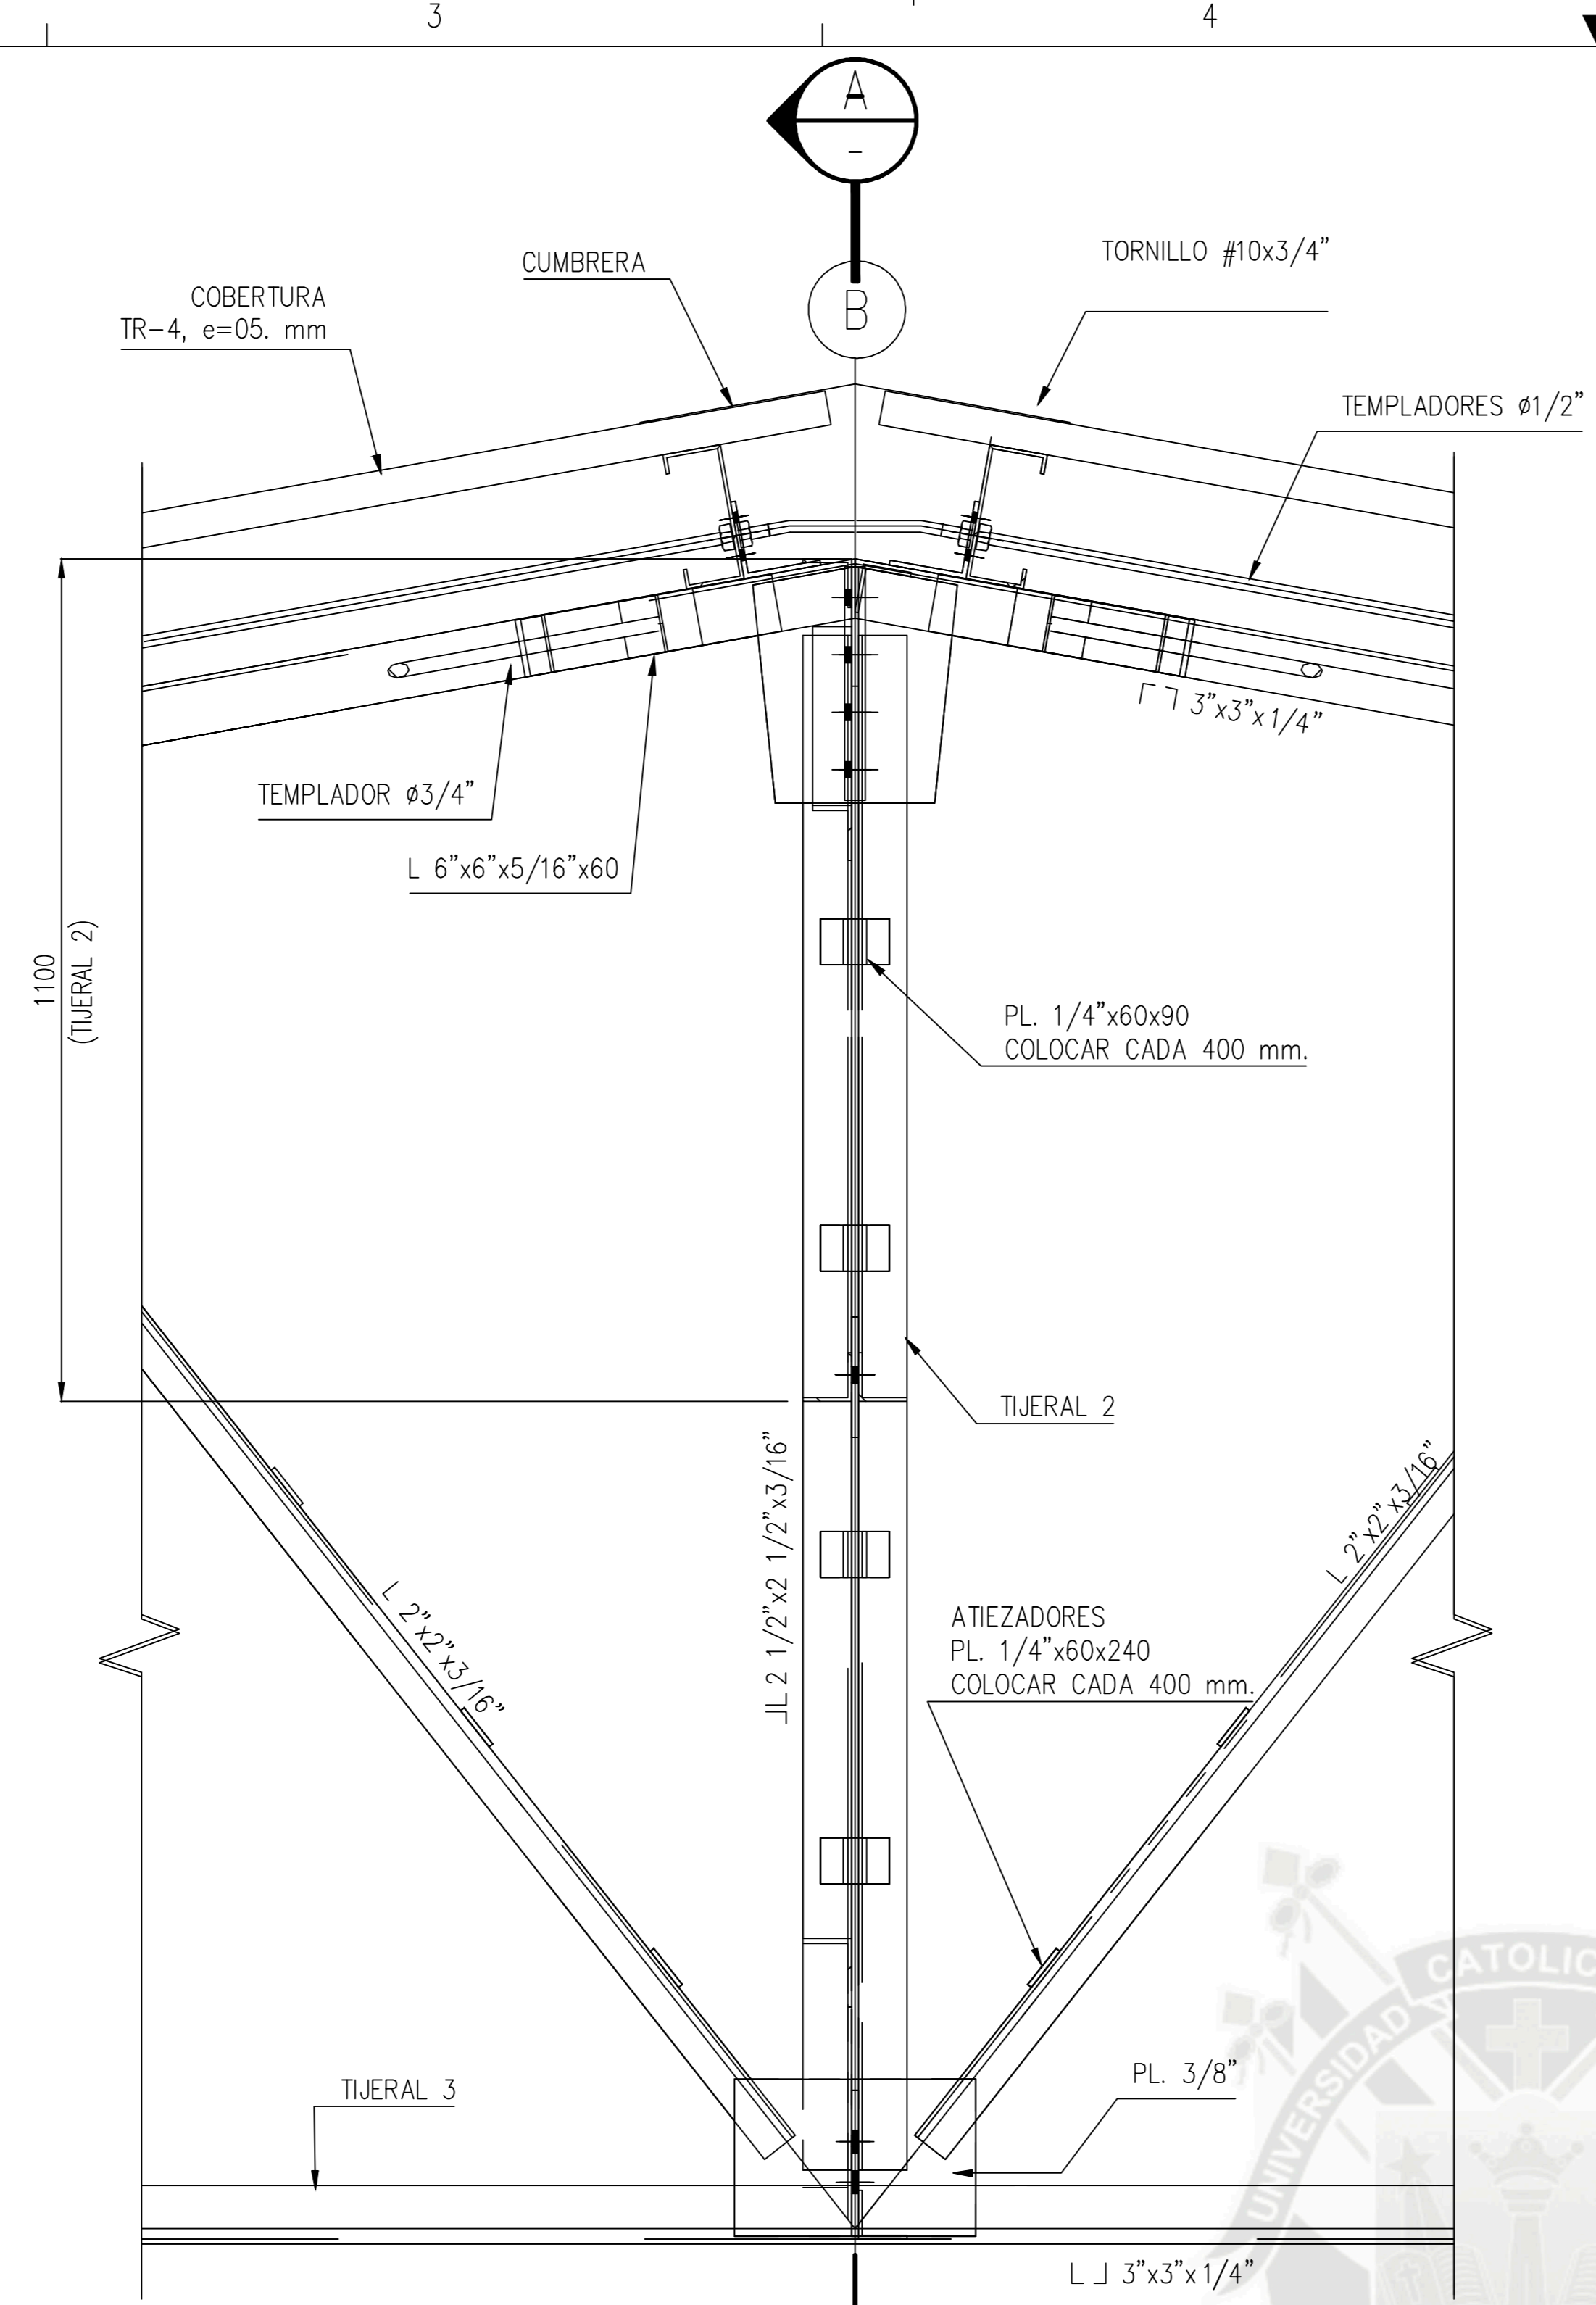 3
4
A
-
B
CUMBRERA
TORNILLO #10x3/4"
COBERTURA
TR-4, e=05. mm
TEMPLADORES ø1/2"
3"x3"x1/4"
TEMPLADOR ø3/4"
L 6"x6"x5/16"x60
1100
(TIJERAL 2)
PL. 1/4"x60x90
COLOCAR CADA 400 mm.
TIJERAL 2
L 2"x2"x3/16"
⅃L 2 1/2"x2 1/2"x3/16"
L 2"x2"x3/16"
ATIEZADORES
PL. 1/4"x60x240
COLOCAR CADA 400 mm.
TIJERAL 3
PL. 3/8"
L ⅃ 3"x3"x1/4"
UNIVERSIDAD CATOLIC